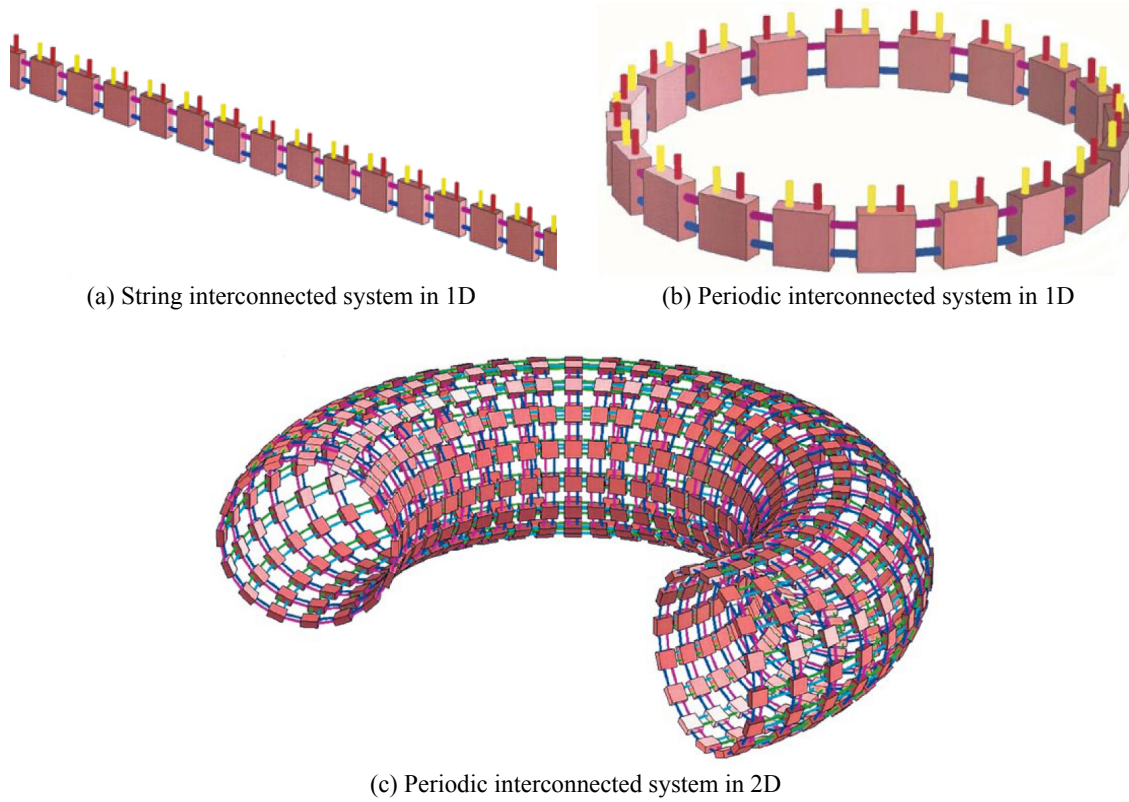 (a) String interconnected system in 1D
(b) Periodic interconnected system in 1D
(c) Periodic interconnected system in 2D